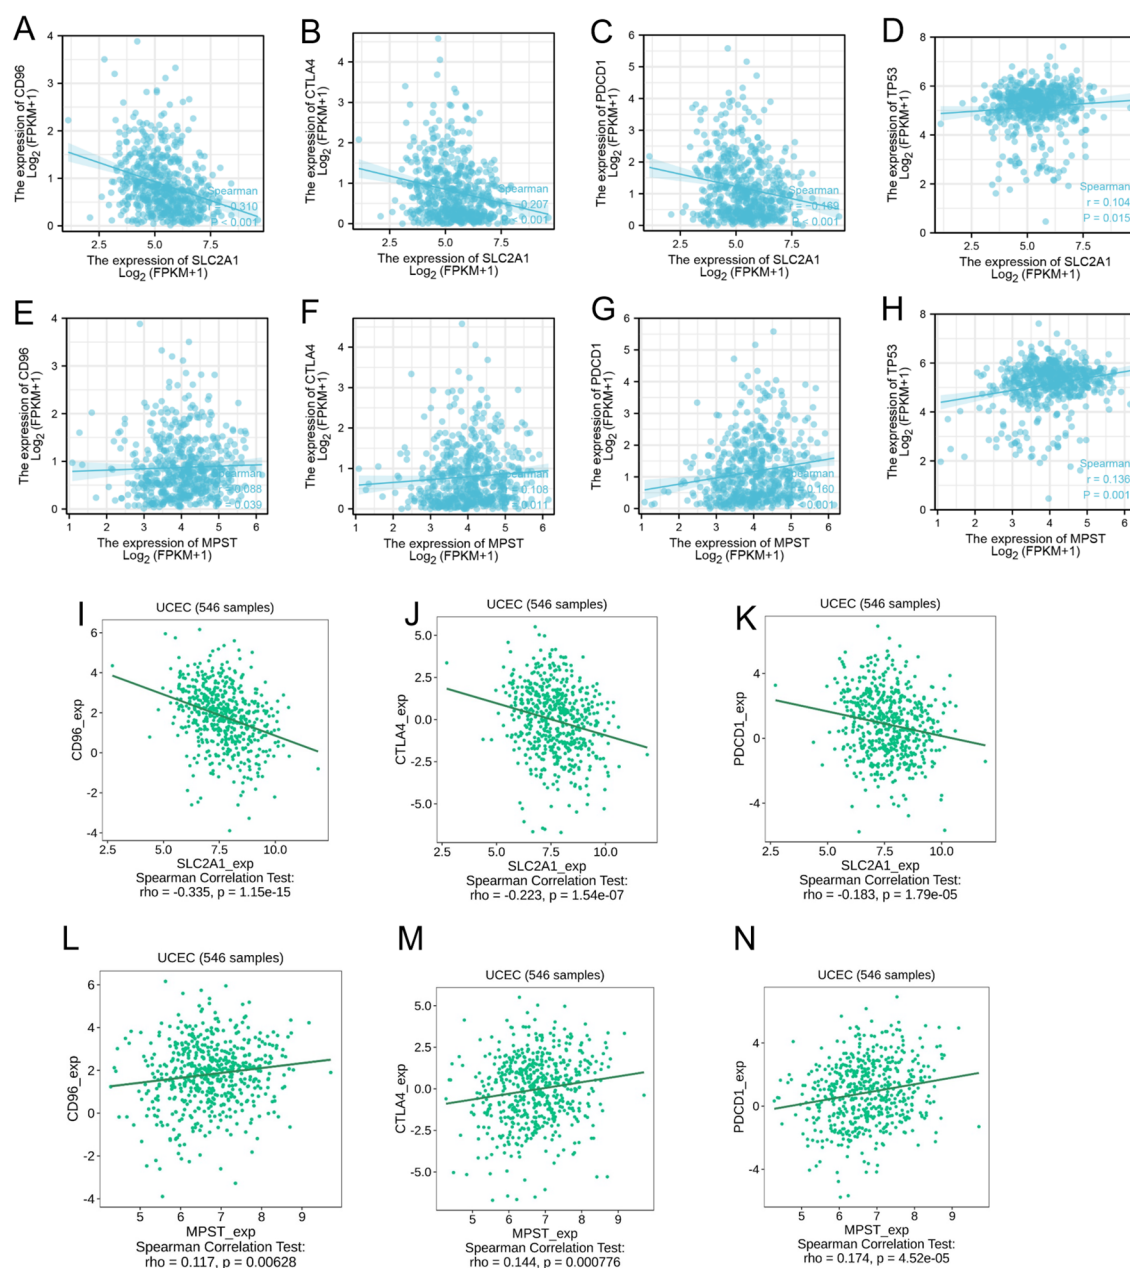 A
The expression of CD96
Log2 (FPKM+1)
4
3
2
1
0
Spearman
0.310
P < 0.001
2.5 5.0 7.5
The expression of SLC2A1
Log2 (FPKM+1)
B
The expression of CTLA4
Log2 (FPKM+1)
4
3
2
1
0
Spearman
0.207
< 0.001
2.5 5.0 7.5
The expression of SLC2A1
Log2 (FPKM+1)
C
The expression of PDCD1
Log2 (FPKM+1)
6
5
4
3
2
1
0
Spearman
= −0.169
P < 0.001
2.5 5.0 7.5
The expression of SLC2A1
Log2 (FPKM+1)
D
The expression of TP53
Log2 (FPKM+1)
8
6
4
2
0
Spearman
r = 0.104
P = 0.015
2.5 5.0 7.5
The expression of SLC2A1
Log2 (FPKM+1)
E
The expression of CD96
Log2 (FPKM+1)
4
3
2
1
0
Spearman
0.088
= 0.039
1 2 3 4 5 6
The expression of MPST
Log2 (FPKM+1)
F
The expression of CTLA4
Log2 (FPKM+1)
4
3
2
1
0
Spearman
0.108
= 0.011
1 2 3 4 5 6
The expression of MPST
Log2 (FPKM+1)
G
The expression of PDCD1
Log2 (FPKM+1)
6
5
4
3
2
1
0
Spearman
0.160
<0.001
1 2 3 4 5 6
The expression of MPST
Log2 (FPKM+1)
H
The expression of TP53
Log2 (FPKM+1)
8
6
4
2
0
Spearman
r = 0.136
P = 0.001
1 2 3 4 5 6
The expression of MPST
Log2 (FPKM+1)
I
UCEC (546 samples)
CD96_exp
6
4
2
0
-2
-4
2.5 5.0 7.5 10.0
SLC2A1_exp
Spearman Correlation Test:
rho = -0.335, p = 1.15e-15
J
UCEC (546 samples)
CTLA4_exp
5.0
2.5
0.0
-2.5
-5.0
2.5 5.0 7.5 10.0
SLC2A1_exp
Spearman Correlation Test:
rho = -0.223, p = 1.54e-07
K
UCEC (546 samples)
PDCD1_exp
4
0
-4
2.5 5.0 7.5 10.0
SLC2A1_exp
Spearman Correlation Test:
rho = -0.183, p = 1.79e-05
L
UCEC (546 samples)
CD96_exp
6
4
2
0
-2
-4
5 6 7 8 9
MPST_exp
Spearman Correlation Test:
rho = 0.117, p = 0.00628
M
UCEC (546 samples)
CTLA4_exp
5.0
2.5
0.0
-2.5
-5.0
5 6 7 8 9
MPST_exp
Spearman Correlation Test:
rho = 0.144, p = 0.000776
N
UCEC (546 samples)
PDCD1_exp
4
0
-4
5 6 7 8 9
MPST_exp
Spearman Correlation Test:
rho = 0.174, p = 4.52e-05